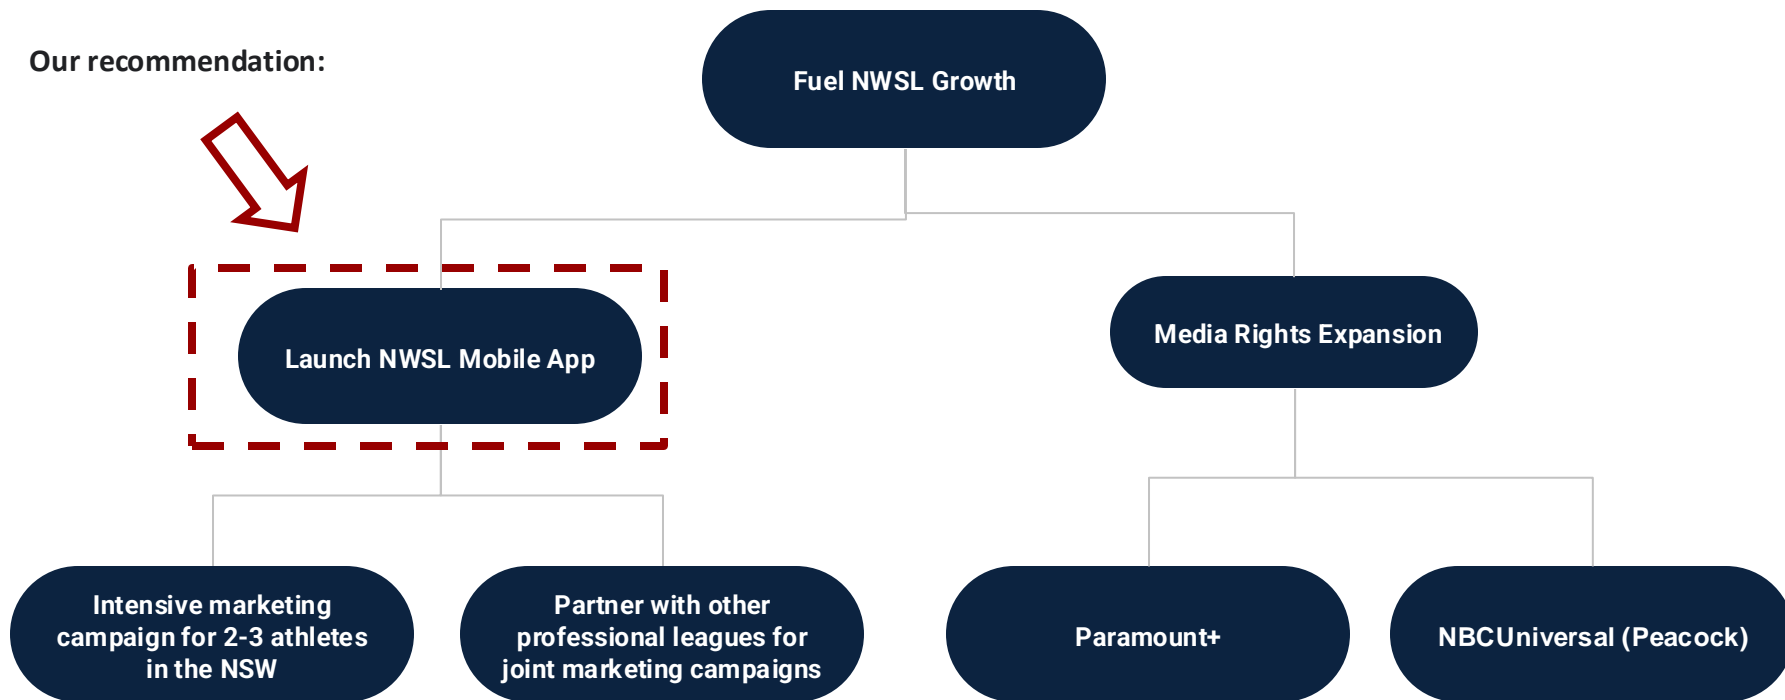 Our recommendation:
Fuel NWSL Growth
Launch NWSL Mobile App
Media Rights Expansion
Intensive marketing
campaign for 2-3 athletes
in the NSW
Partner with other
professional leagues for
joint marketing campaigns
Paramount+
NBCUniversal (Peacock)